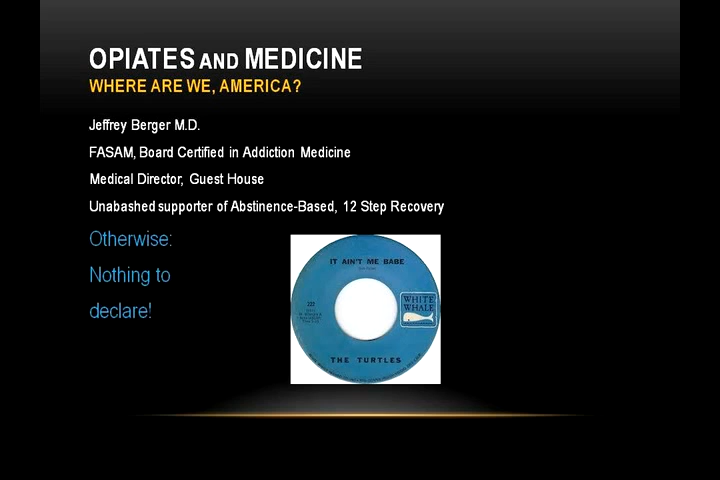 OPIATES AND MEDICINE
WHERE ARE WE, AMERICA?
Jeffrey Berger M.D.
FASAM, Board Certified in Addiction Medicine
Medical Director, Guest House
Unabashed supporter of Abstinence-Based, 12 Step Recovery
Otherwise:
Nothing to
declare!
IT AIN'T ME BABE
222
WHITE
WHALE
THE TURTLES